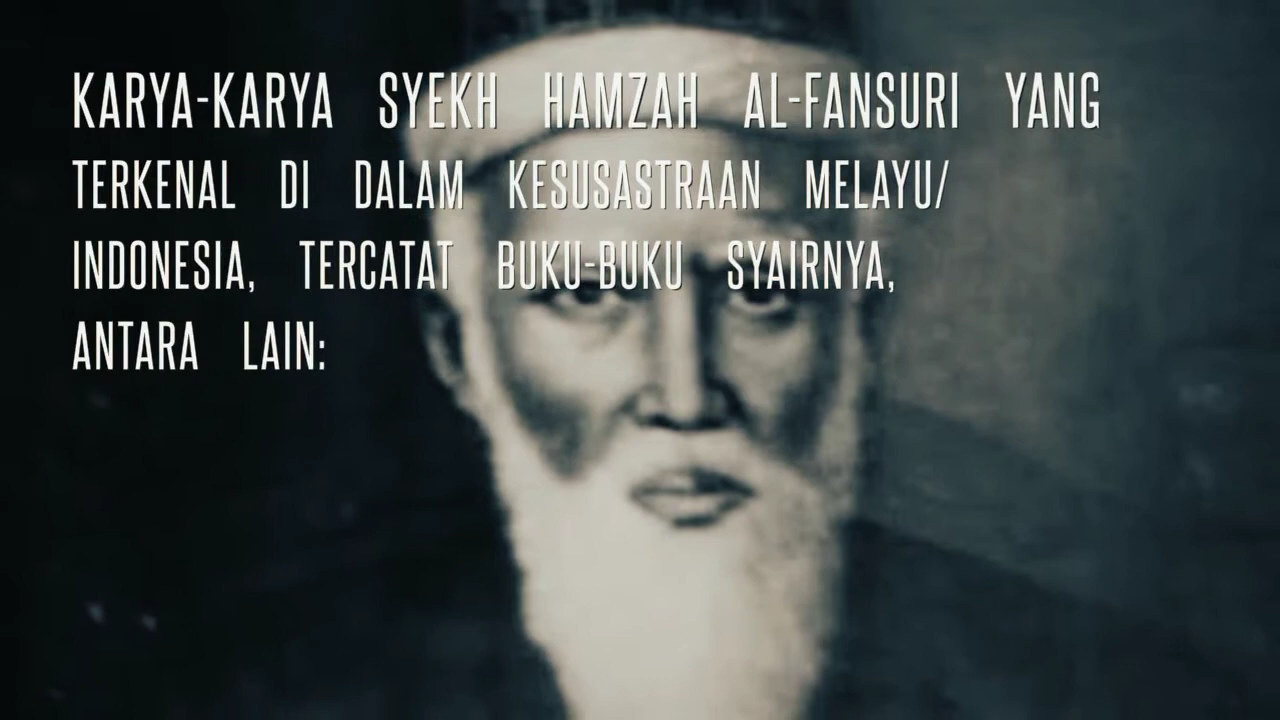 KARYA-KARYA SYEKH HAMZAH AL-FANSURI YANG
TERKENAL DI DALAM KESUSASTRAAN MELAYU/
INDONESIA, TERCATAT BUKU-BUKU SYAIRNYA,
ANTARA LAIN: